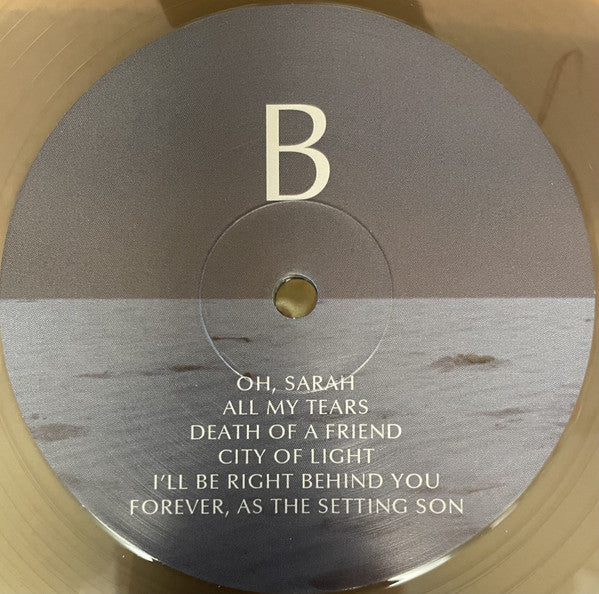 B
OH, SARAH
ALL MY TEARS
DEATH OF A FRIEND
CITY OF LIGHT
I'LL BE RIGHT BEHIND YOU
FOREVER, AS THE SETTING SON